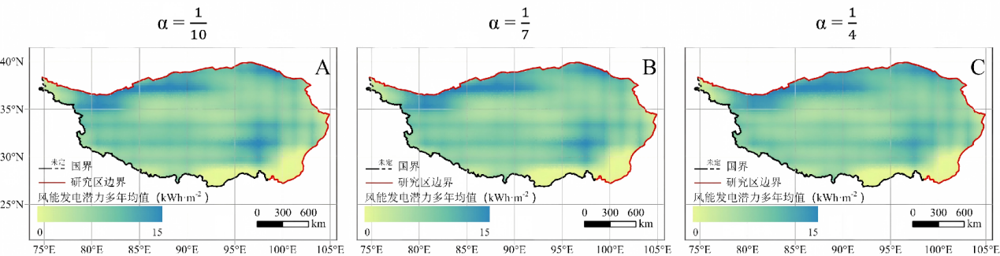 α = 1/10
α = 1/7
α = 1/4
A
40°N
35°N
30°N
25°N
未定
国界
研究区边界
风能发电潜力多年均值（kWh·m-2）
0
15
0 300 600
km
75°E 80°E 85°E 90°E 95°E 100°E 105°E
B
未定
国界
研究区边界
风能发电潜力多年均值（kWh·m-2）
0
15
0 300 600
km
75°E 80°E 85°E 90°E 95°E 100°E 105°E
C
未定
国界
研究区边界
风能发电潜力多年均值（kWh·m-2）
0
15
0 300 600
km
75°E 80°E 85°E 90°E 95°E 100°E 105°E